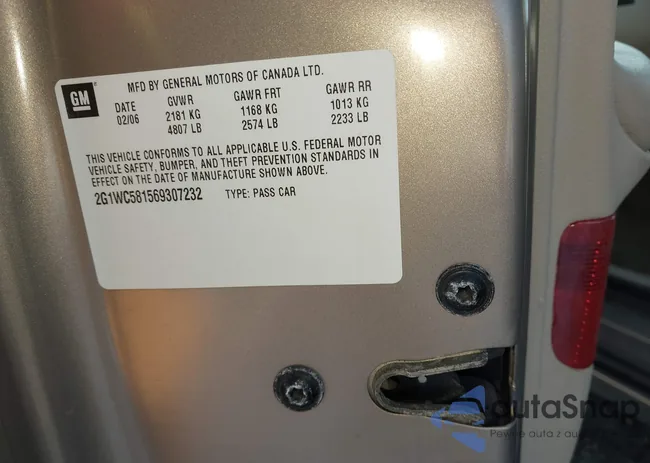 GM
MFD BY GENERAL MOTORS OF CANADA LTD.
DATE GVWR GAWR FRT GAWR RR
02/06 2181 KG 1168 KG 1013 KG
4807 LB 2574 LB 2233 LB
THIS VEHICLE CONFORMS TO ALL APPLICABLE U.S. FEDERAL MOTOR
VEHICLE SAFETY, BUMPER, AND THEFT PREVENTION STANDARDS IN
EFFECT ON THE DATE OF MANUFACTURE SHOWN ABOVE.
2G1WC581569307232 TYPE: PASS CAR
autaSnap
Pewne auta z